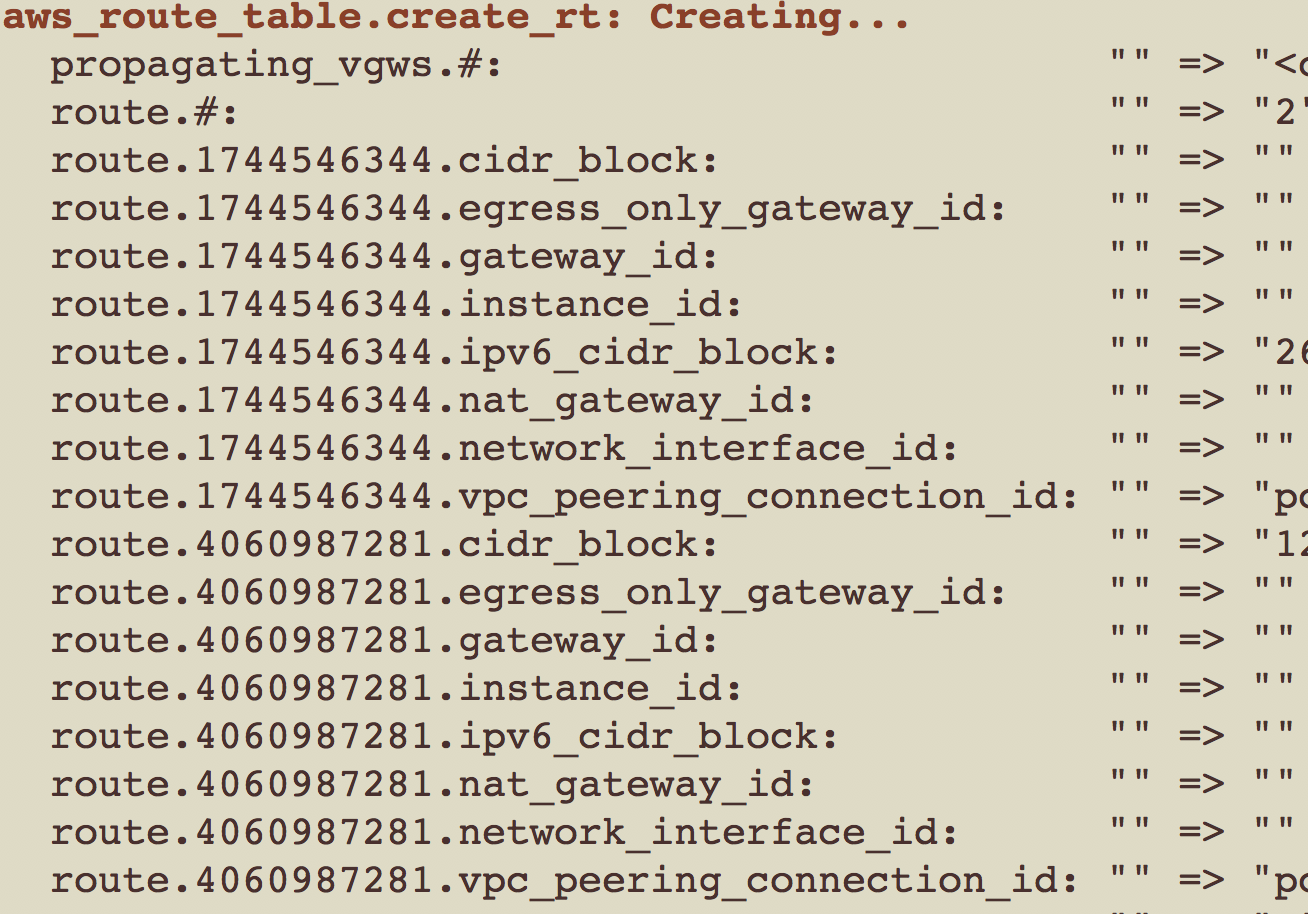 aws_route_table.create_rt: Creating...
propagating_vgws.#: "" => "<
route.#: "" => "2"
route.1744546344.cidr_block: "" => ""
route.1744546344.egress_only_gateway_id: "" => ""
route.1744546344.gateway_id: "" => ""
route.1744546344.instance_id: "" => ""
route.1744546344.ipv6_cidr_block: "" => "26
route.1744546344.nat_gateway_id: "" => ""
route.1744546344.network_interface_id: "" => ""
route.1744546344.vpc_peering_connection_id: "" => "pc
route.4060987281.cidr_block: "" => "12
route.4060987281.egress_only_gateway_id: "" => ""
route.4060987281.gateway_id: "" => ""
route.4060987281.instance_id: "" => ""
route.4060987281.ipv6_cidr_block: "" => ""
route.4060987281.nat_gateway_id: "" => ""
route.4060987281.network_interface_id: "" => ""
route.4060987281.vpc_peering_connection_id: "" => "pc